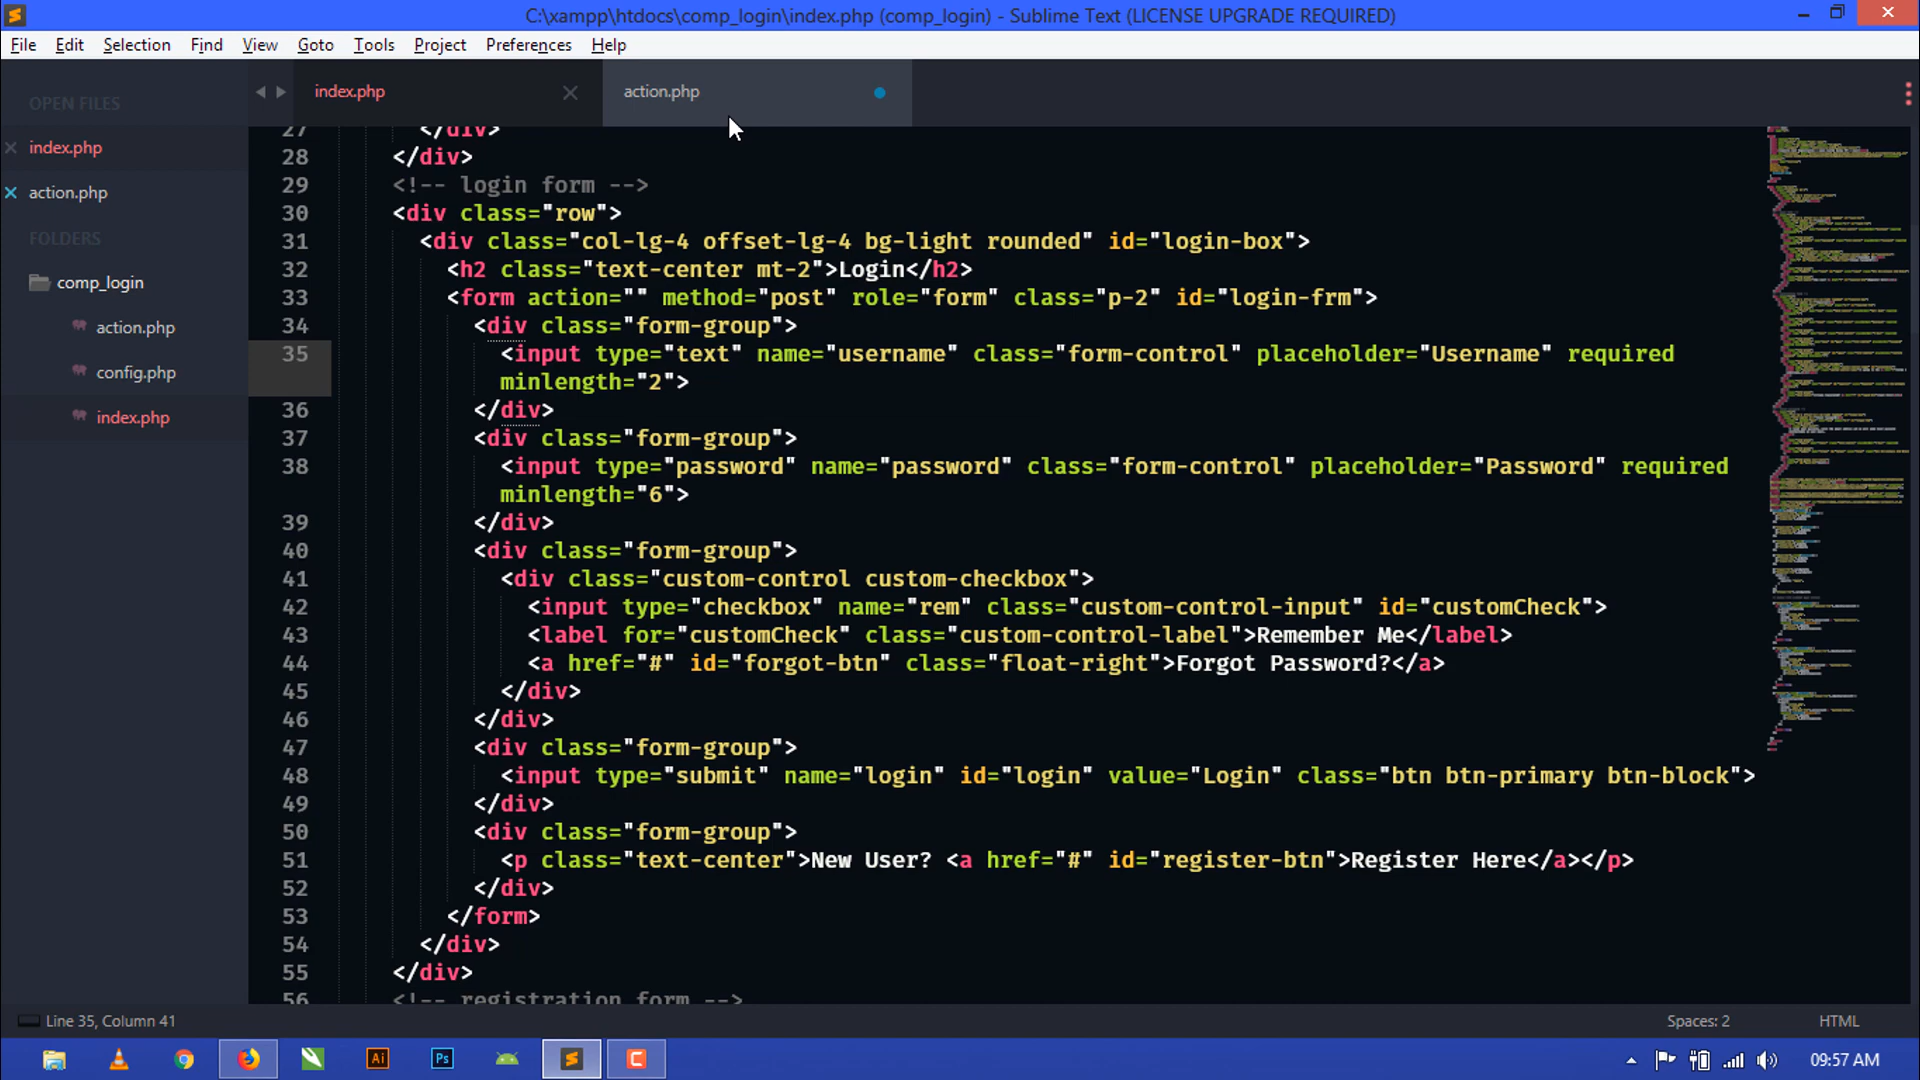 C:\xampp\htdocs\comp_login\index.php (comp_login) - Sublime Text (LICENSE UPGRADE REQUIRED)
File Edit Selection Find View Goto Tools Project Preferences Help
OPEN FILES
index.php
action.php
FOLDERS
comp_login
action.php
config.php
index.php
index.php
action.php
27 </div>
28 </div>
29 <!-- login form -->
30 <div class="row">
31 <div class="col-lg-4 offset-lg-4 bg-light rounded" id="login-box">
32 <h2 class="text-center mt-2">Login</h2>
33 <form action="" method="post" role="form" class="p-2" id="login-frm">
34 <div class="form-group">
35 <input type="text" name="username" class="form-control" placeholder="Username" required
minlength="2">
36 </div>
37 <div class="form-group">
38 <input type="password" name="password" class="form-control" placeholder="Password" required
minlength="6">
39 </div>
40 <div class="form-group">
41 <div class="custom-control custom-checkbox">
42 <input type="checkbox" name="rem" class="custom-control-input" id="customCheck">
43 <label for="customCheck" class="custom-control-label">Remember Me</label>
44 <a href="#" id="forgot-btn" class="float-right">Forgot Password?</a>
45 </div>
46 </div>
47 <div class="form-group">
48 <input type="submit" name="login" id="login" value="Login" class="btn btn-primary btn-block">
49 </div>
50 <div class="form-group">
51 <p class="text-center">New User? <a href="#" id="register-btn">Register Here</a></p>
52 </div>
53 </form>
54 </div>
55 </div>
56 <!-- registration form -->
Line 35, Column 41
Spaces: 2
HTML
Ai
Ps
C
09:57 AM